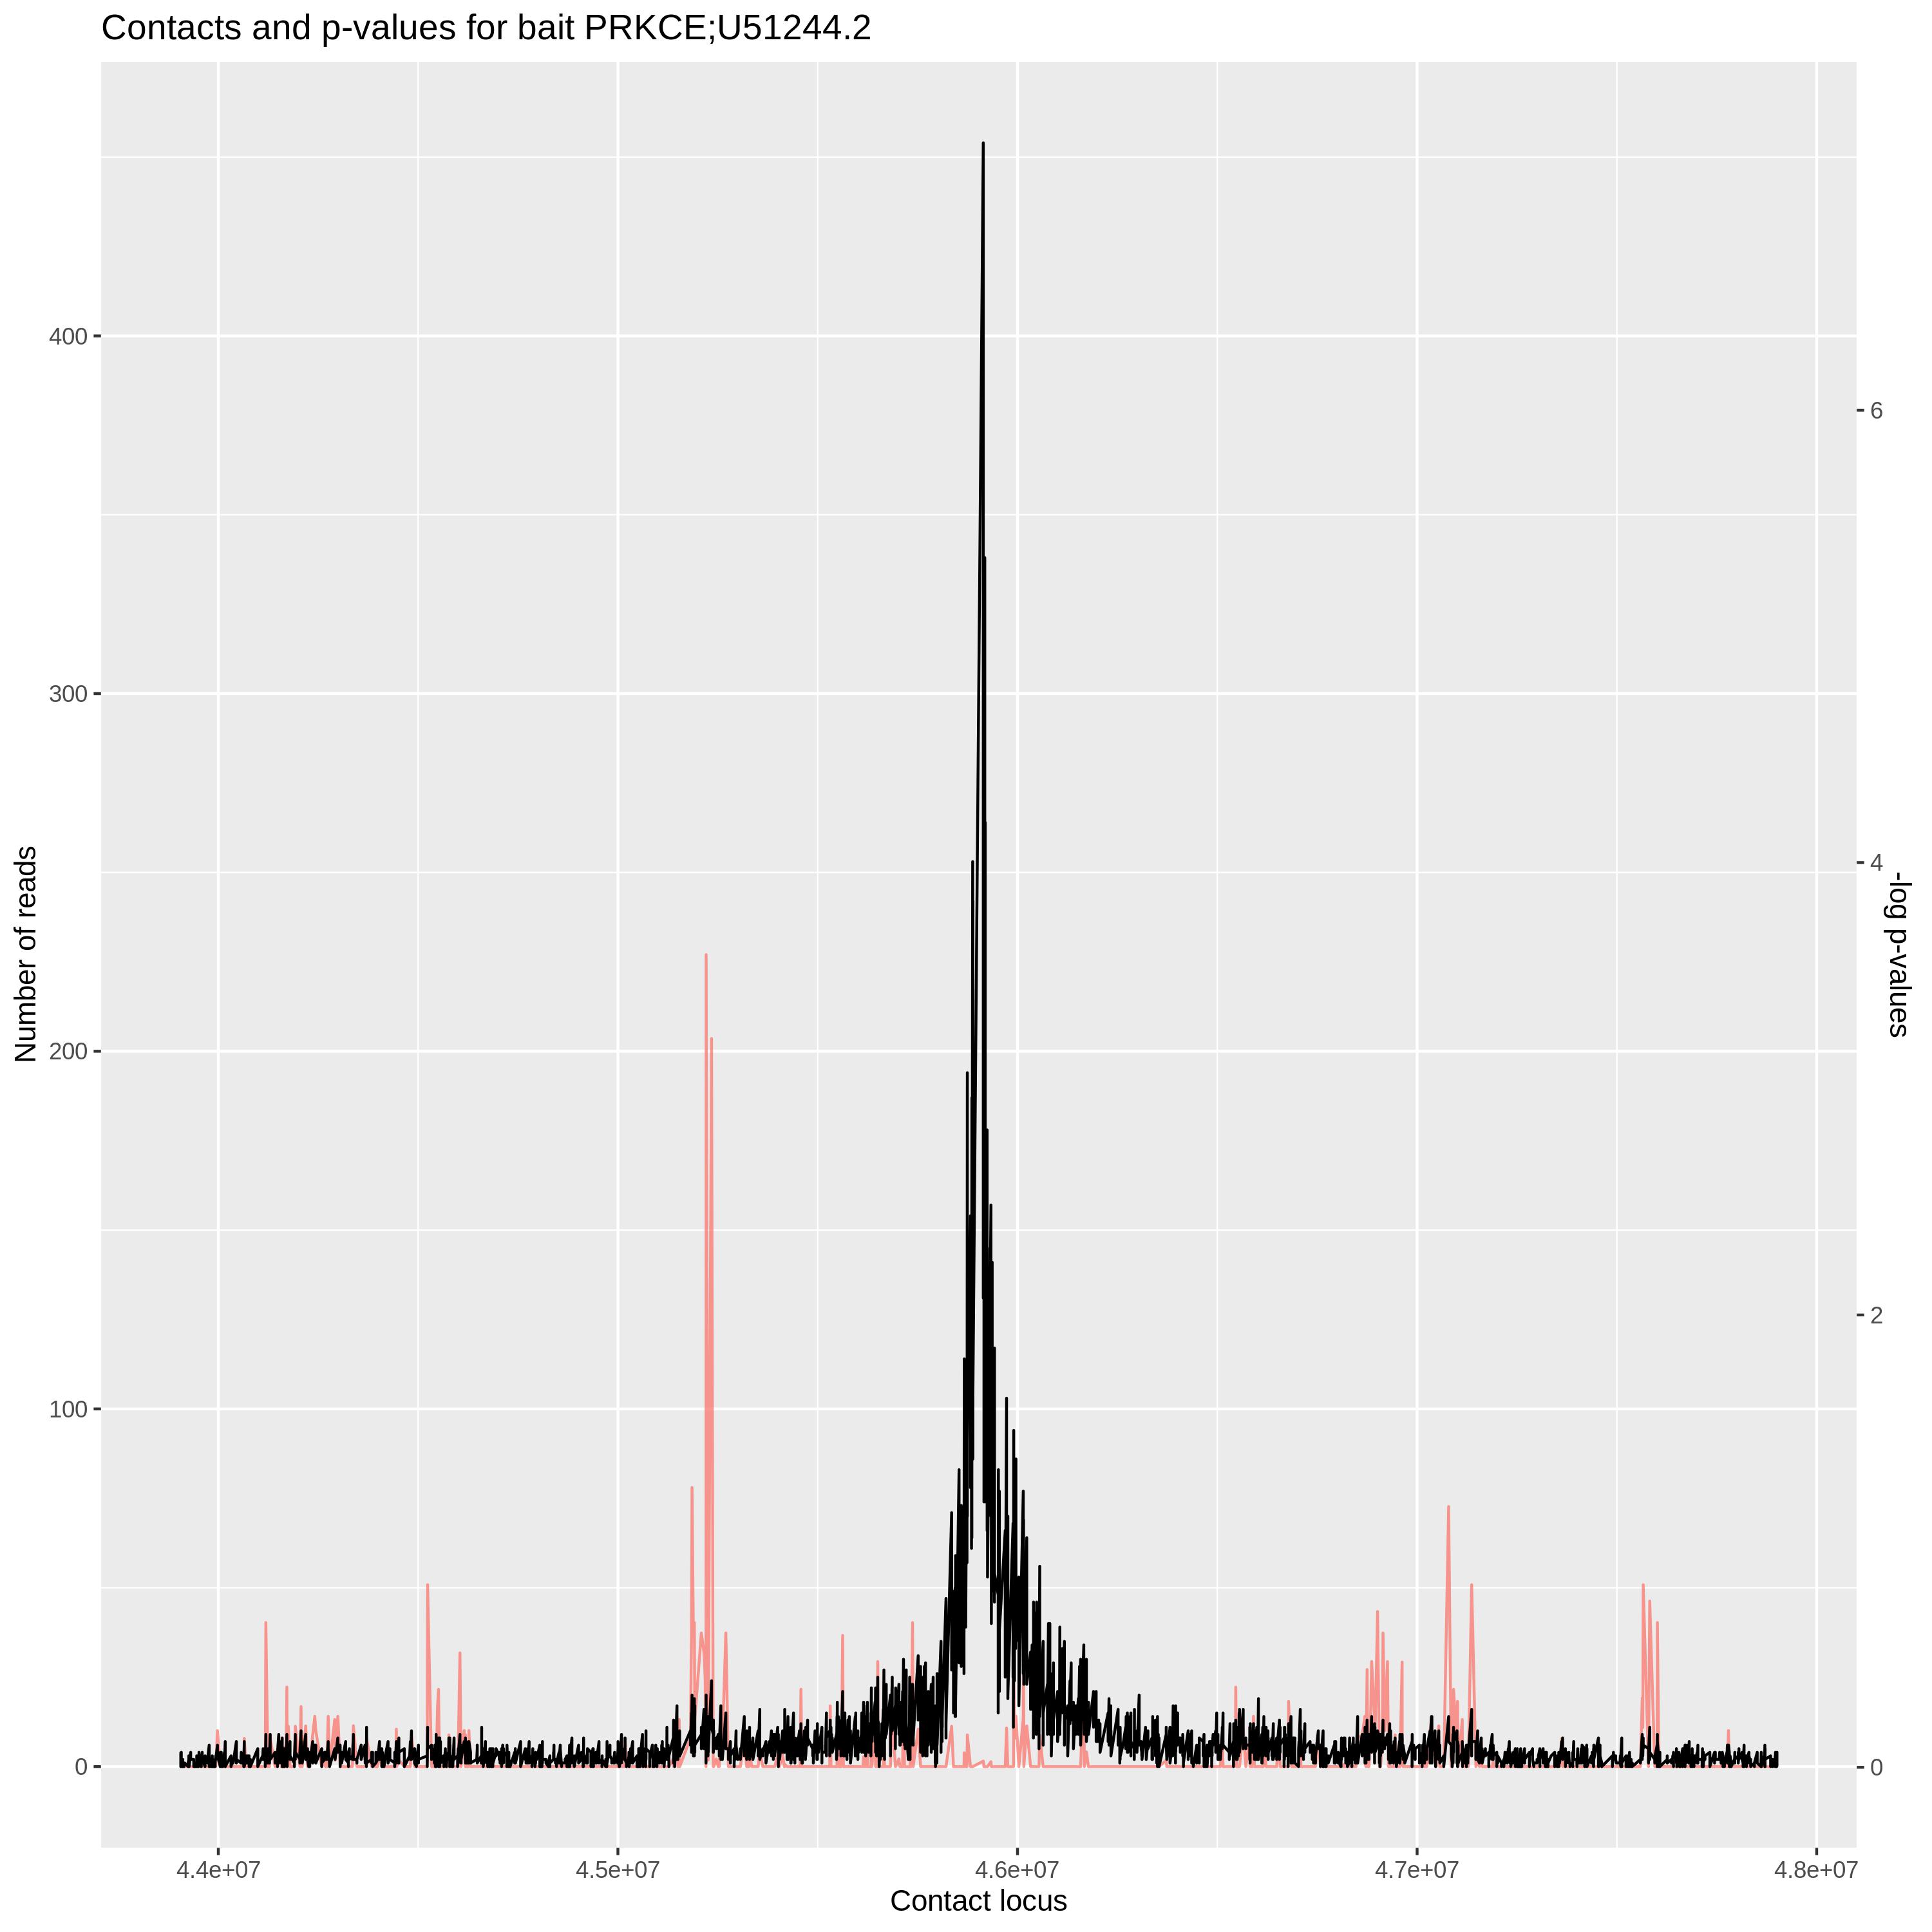 Contacts and p-values for bait PRKCE;U51244.2
Number of reads
400
300
200
100
0
6
4
2
0
-log p-values
4.4e+07
4.5e+07
4.6e+07
4.7e+07
4.8e+07
Contact locus